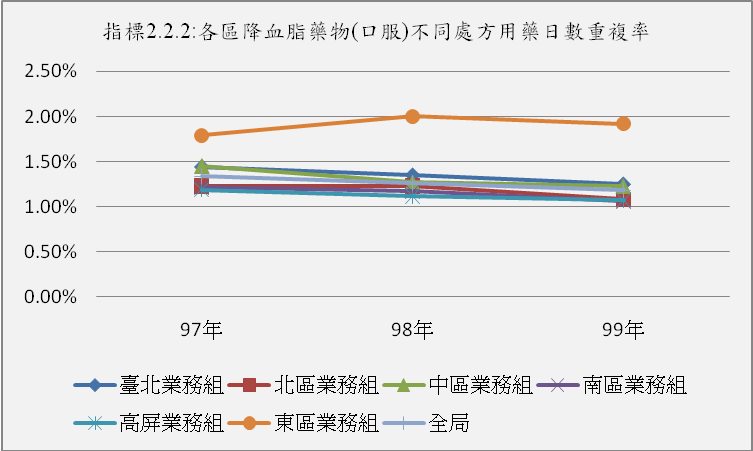 指標2.2.2:各區降血脂藥物(口服)不同處方用藥日數重複率
2.50%
2.00%
1.50%
1.00%
0.50%
0.00%
97年 98年 99年
臺北業務組 北區業務組 中區業務組 南區業務組
高屏業務組 東區業務組 全局